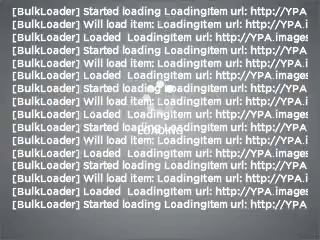 [BulkLoader] Started loading LoadingItem url: http://YPA
[BulkLoader] Will load item: LoadingItem url: http://YPA.i
[BulkLoader] Loaded  LoadingItem url: http://YPA.images
[BulkLoader] Started loading LoadingItem url: http://YPA
[BulkLoader] Will load item: LoadingItem url: http://YPA.i
[BulkLoader] Loaded  LoadingItem url: http://YPA.images
[BulkLoader] Started loading LoadingItem url: http://YPA
[BulkLoader] Will load item: LoadingItem url: http://YPA.i
[BulkLoader] Loaded  LoadingItem url: http://YPA.images
[BulkLoader] Started loading LoadingItem url: http://YPA
LOADING
[BulkLoader] Will load item: LoadingItem url: http://YPA.i
[BulkLoader] Loaded  LoadingItem url: http://YPA.images
[BulkLoader] Started loading LoadingItem url: http://YPA
[BulkLoader] Will load item: LoadingItem url: http://YPA.i
[BulkLoader] Loaded  LoadingItem url: http://YPA.images
[BulkLoader] Started loading LoadingItem url: http://YPA